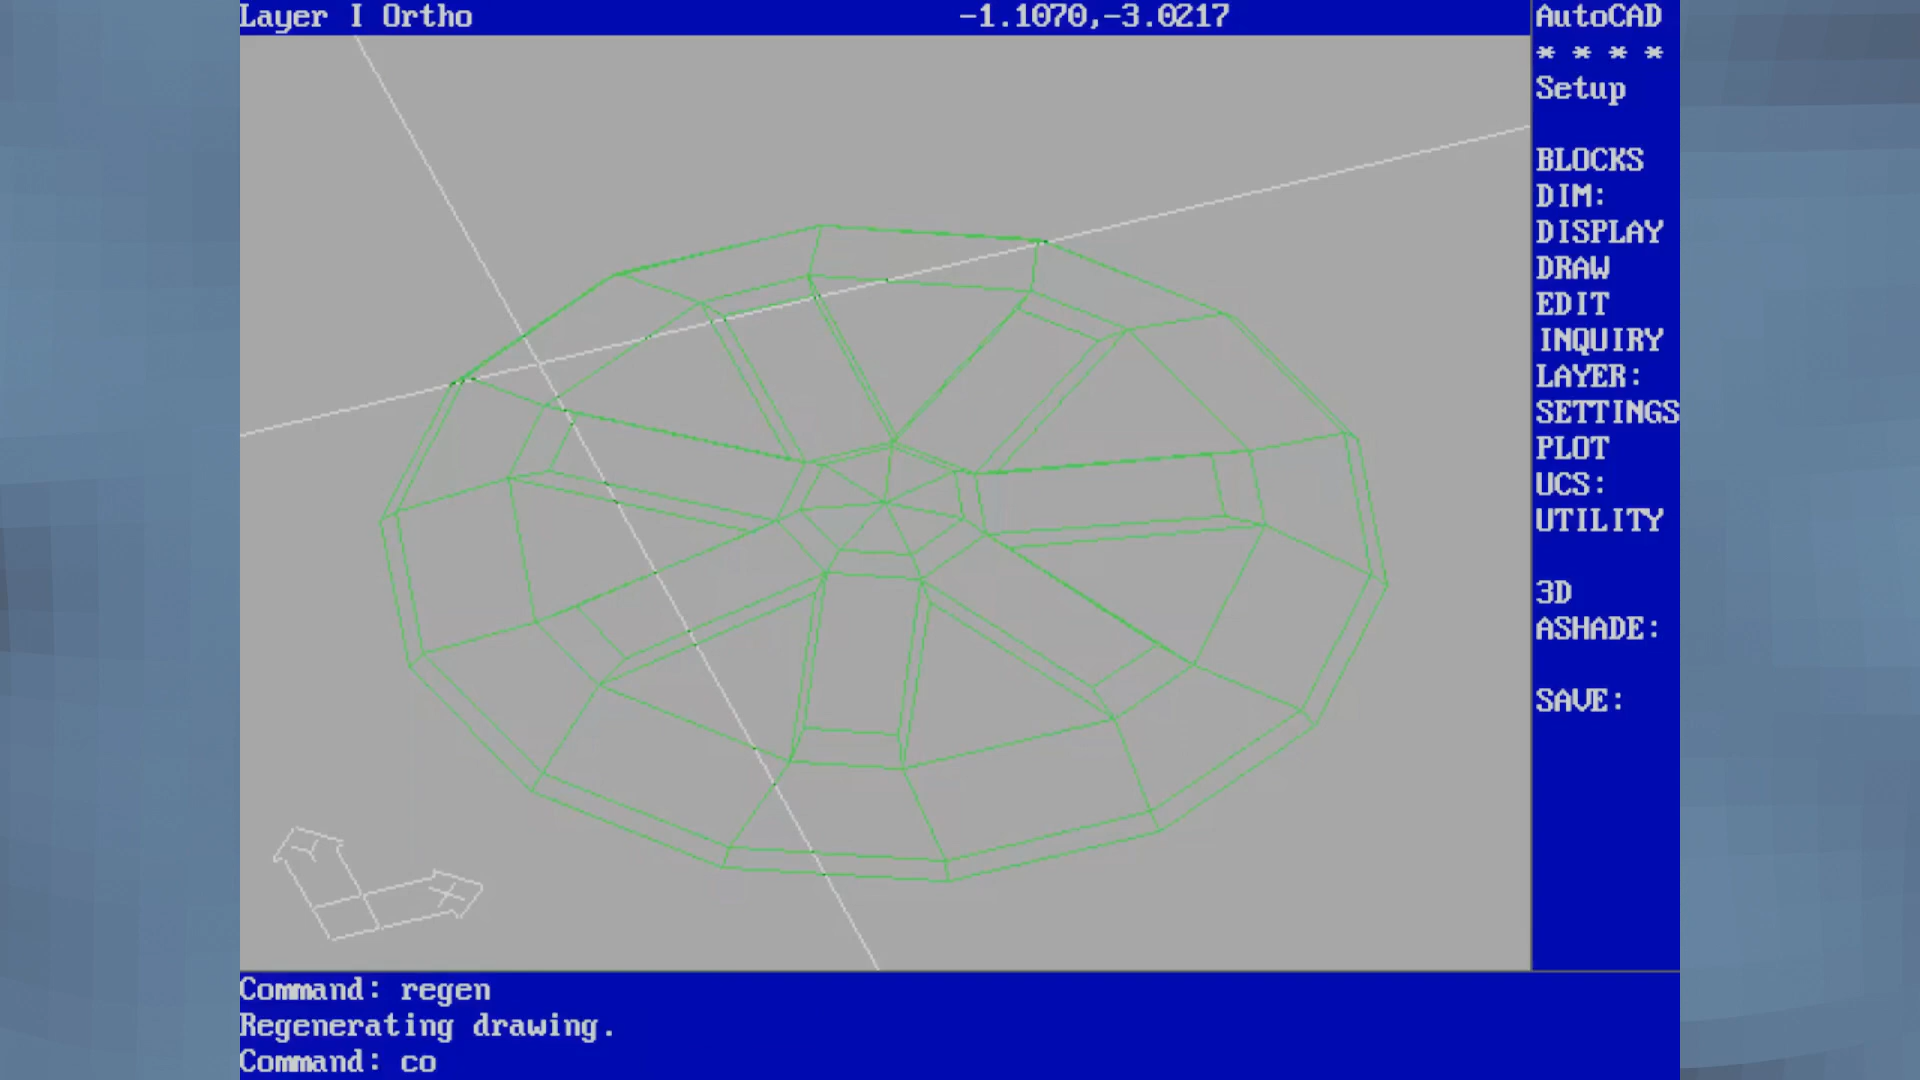 Layer I Ortho
-1.1070,-3.0217
AutoCAD
* * * *
Setup
BLOCKS
DIM:
DISPLAY
DRAW
EDIT
INQUIRY
LAYER:
SETTINGS
PLOT
UCS:
UTILITY
3D
ASHADE:
SAVE:
Y
X
Command: regen
Regenerating drawing.
Command: co